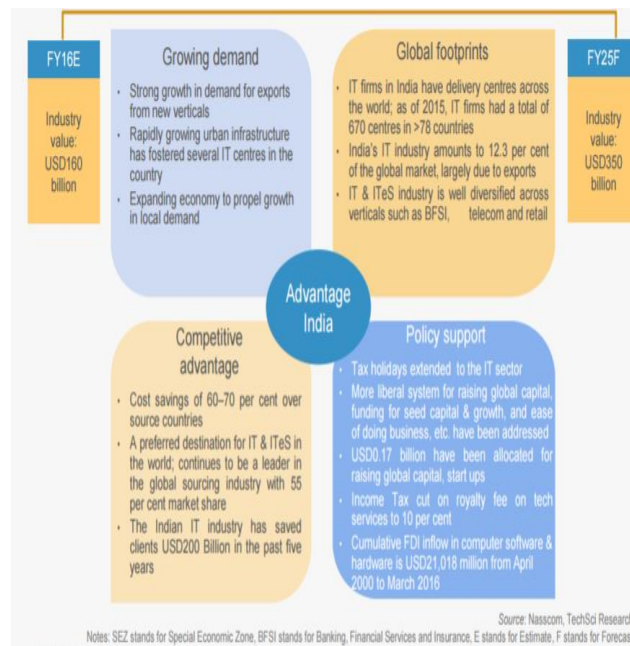 FY16E
Industry
value:
USD160
billion
Growing demand
• Strong growth in demand for exports
from new verticals
• Rapidly growing urban infrastructure
has fostered several IT centres in the
country
• Expanding economy to propel growth
in local demand
Global footprints
• IT firms in India have delivery centres across
the world; as of 2015, IT firms had a total of
670 centres in >78 countries
• India's IT industry amounts to 12.3 per cent
of the global market, largely due to exports
• IT & ITeS industry is well diversified across
verticals such as BFSI, telecom and retail
FY25F
Industry
value:
USD350
billion
Advantage
India
Competitive
advantage
• Cost savings of 60–70 per cent over
source countries
• A preferred destination for IT & ITeS in
the world; continues to be a leader in
the global sourcing industry with 55
per cent market share
• The Indian IT industry has saved
clients USD200 Billion in the past five
years
Policy support
• Tax holidays extended to the IT sector
• More liberal system for raising global capital,
funding for seed capital & growth, and ease
of doing business, etc. have been addressed
• USD0.17 billion have been allocated for
raising global capital, start ups
• Income Tax cut on royalty fee on tech
services to 10 per cent
• Cumulative FDI inflow in computer software &
hardware is USD21,018 million from April
2000 to March 2016
Source: Nasscom, TechSci Research
Notes: SEZ stands for Special Economic Zone, BFSI stands for Banking, Financial Services and Insurance, E stands for Estimate, F stands for Forecas